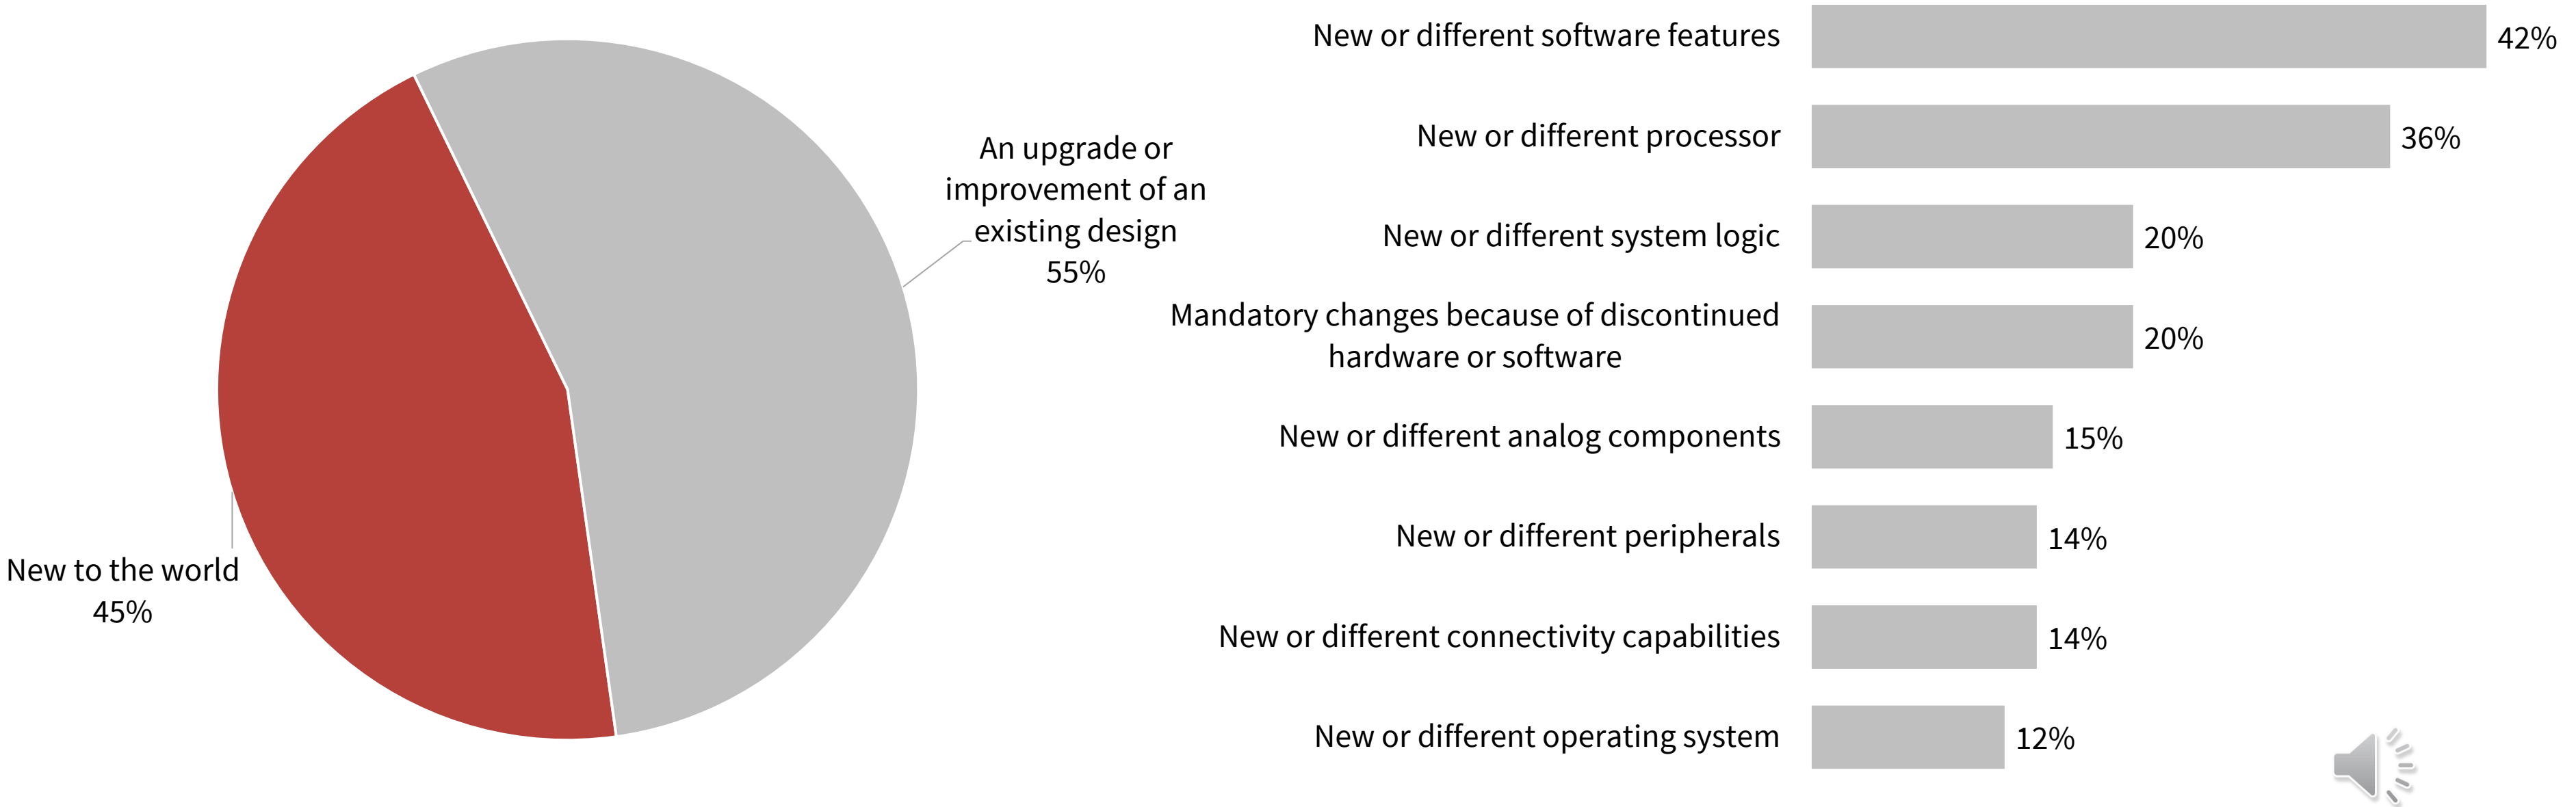 An upgrade or
improvement of an
existing design
55%
New to the world
45%
New or different software features
42%
New or different processor
36%
New or different system logic
20%
Mandatory changes because of discontinued
hardware or software
20%
New or different analog components
15%
New or different peripherals
14%
New or different connectivity capabilities
14%
New or different operating system
12%